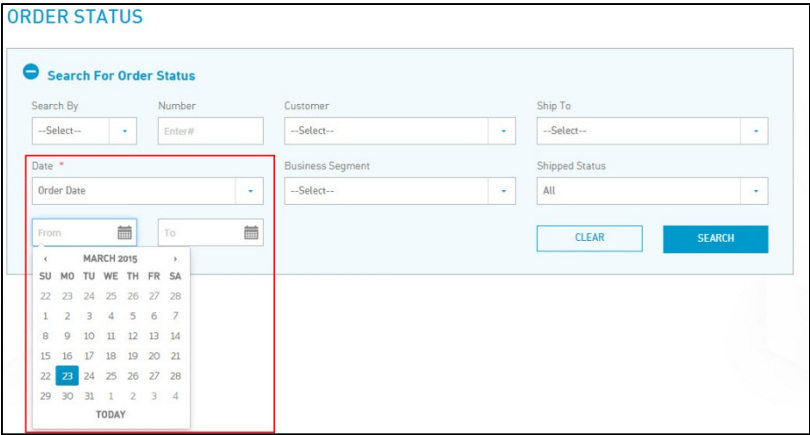 ORDER STATUS
Search For Order Status
Search By Number Customer Ship To
--Select-- Enter# --Select-- --Select--
Date * Business Segment Shipped Status
Order Date --Select-- All
From To CLEAR SEARCH
‹ MARCH 2015 ›
SU MO TU WE TH FR SA
22 23 24 25 26 27 28
1 2 3 4 5 6 7
8 9 10 11 12 13 14
15 16 17 18 19 20 21
22 23 24 25 26 27 28
29 30 31 1 2 3 4
TODAY